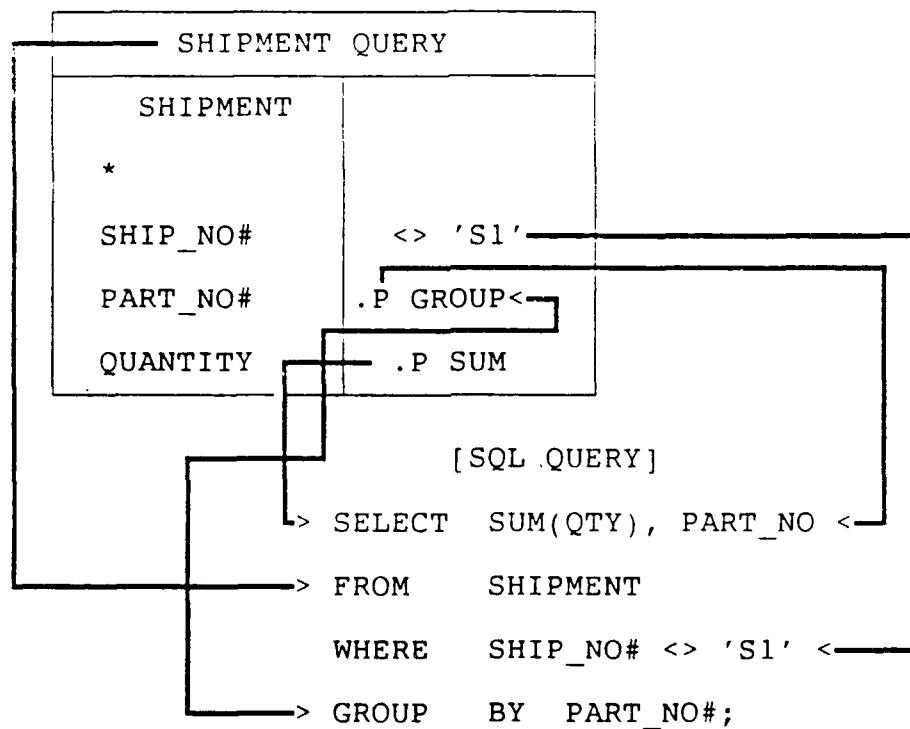 SHIPMENT QUERY
SHIPMENT
*
SHIP_NO# <> 'S1'
PART_NO# .P GROUP<
QUANTITY .P SUM
[SQL QUERY]
> SELECT SUM(QTY), PART_NO <
> FROM SHIPMENT
WHERE SHIP_NO# <> 'S1' <
> GROUP BY PART_NO#;